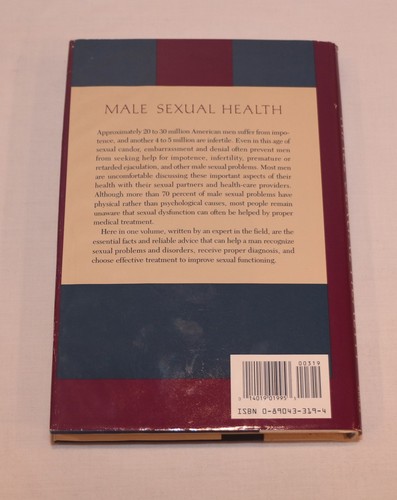 MALE SEXUAL HEALTH
Approximately 20 to 30 million American men suffer from impo-
tence, and another 4 to 5 million are infertile. Even in this age of
sexual candor, embarrassment and denial often prevent men
from seeking help for impotence, infertility, premature or
retarded ejaculation, and other male sexual problems. Most men
are uncomfortable discussing these important aspects of their
health with their sexual partners and health-care providers.
Although more than 70 percent of male sexual problems have
physical rather than psychological causes, most people remain
unaware that sexual dysfunction can often be helped by proper
medical treatment.
Here in one volume, written by an expert in the field, are the
essential facts and reliable advice that can help a man recognize
sexual problems and disorders, receive proper diagnosis, and
choose effective treatment to improve sexual functioning.
00319
9 14019 01995
ISBN 0-89043-319-4